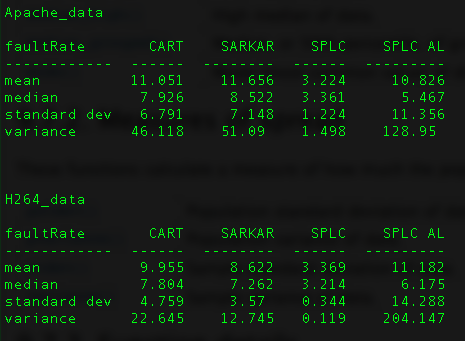 Apache_data
faultRate CART SARKAR SPLC SPLC AL
------------ ------ -------- ------ ---------
mean 11.051 11.656 3.224 10.826
median 7.926 8.522 3.361 5.467
standard dev 6.791 7.148 1.224 11.356
variance 46.118 51.09 1.498 128.95
H264_data
faultRate CART SARKAR SPLC SPLC AL
------------ ------ -------- ------ ---------
mean 9.955 8.622 3.369 11.182
median 7.804 7.262 3.214 6.175
standard dev 4.759 3.57 0.344 14.288
variance 22.645 12.745 0.119 204.147